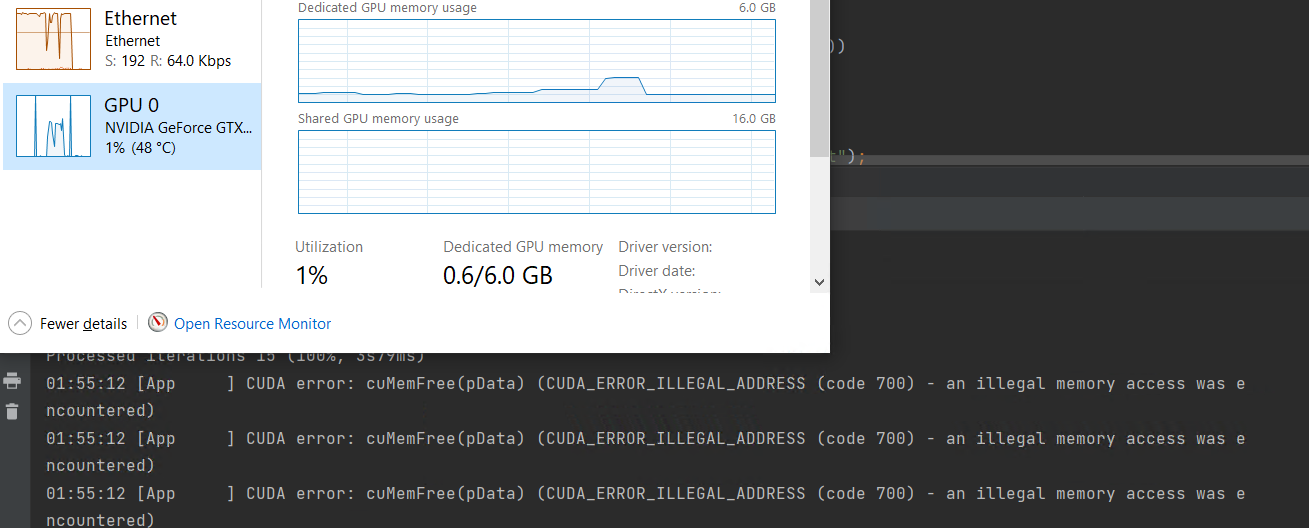 Ethernet
Ethernet
S: 192 R: 64.0 Kbps
GPU 0
NVIDIA GeForce GTX...
1% (48 °C)
Dedicated GPU memory usage 6.0 GB
Shared GPU memory usage 16.0 GB
Utilization Dedicated GPU memory Driver version:
1% 0.6/6.0 GB Driver date:
DirectX version:
Fewer details Open Resource Monitor
))
t");
Processed iterations 15 (100%, 3s79ms)
01:55:12 [App     ] CUDA error: cuMemFree(pData) (CUDA_ERROR_ILLEGAL_ADDRESS (code 700) - an illegal memory access was e
ncountered)
01:55:12 [App     ] CUDA error: cuMemFree(pData) (CUDA_ERROR_ILLEGAL_ADDRESS (code 700) - an illegal memory access was e
ncountered)
01:55:12 [App     ] CUDA error: cuMemFree(pData) (CUDA_ERROR_ILLEGAL_ADDRESS (code 700) - an illegal memory access was e
ncountered)